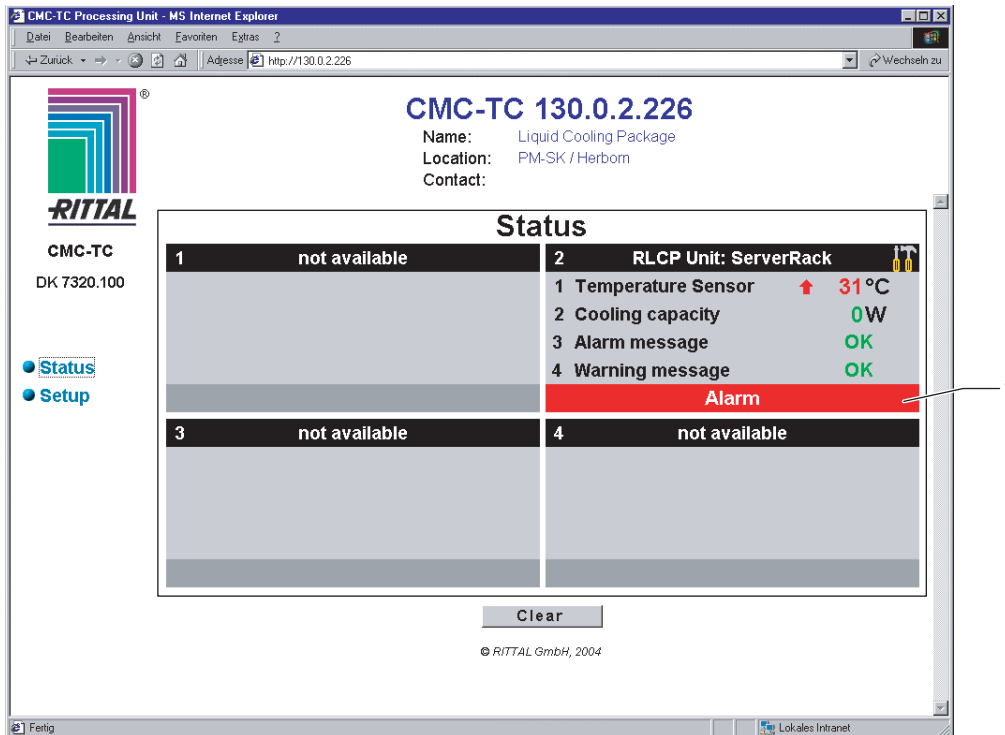 CMC-TC Processing Unit - MS Internet Explorer
Datei Bearbeiten Ansicht Favoriten Extras ?
Zurück Adresse http://130.0.2.226 Wechseln zu
®
RITTAL
CMC-TC
DK 7320.100
Status
Setup
CMC-TC 130.0.2.226
Name: Liquid Cooling Package
Location: PM-SK / Herborn
Contact:
Status
1 not available
2 RLCP Unit: ServerRack
1 Temperature Sensor 31 °C
2 Cooling capacity 0 W
3 Alarm message OK
4 Warning message OK
Alarm
3 not available
4 not available
Clear
© RITTAL GmbH, 2004
Fertig Lokales Intranet